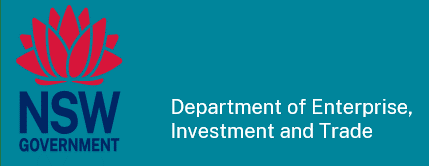 NSW
GOVERNMENT
Department of Enterprise,
Investment and Trade